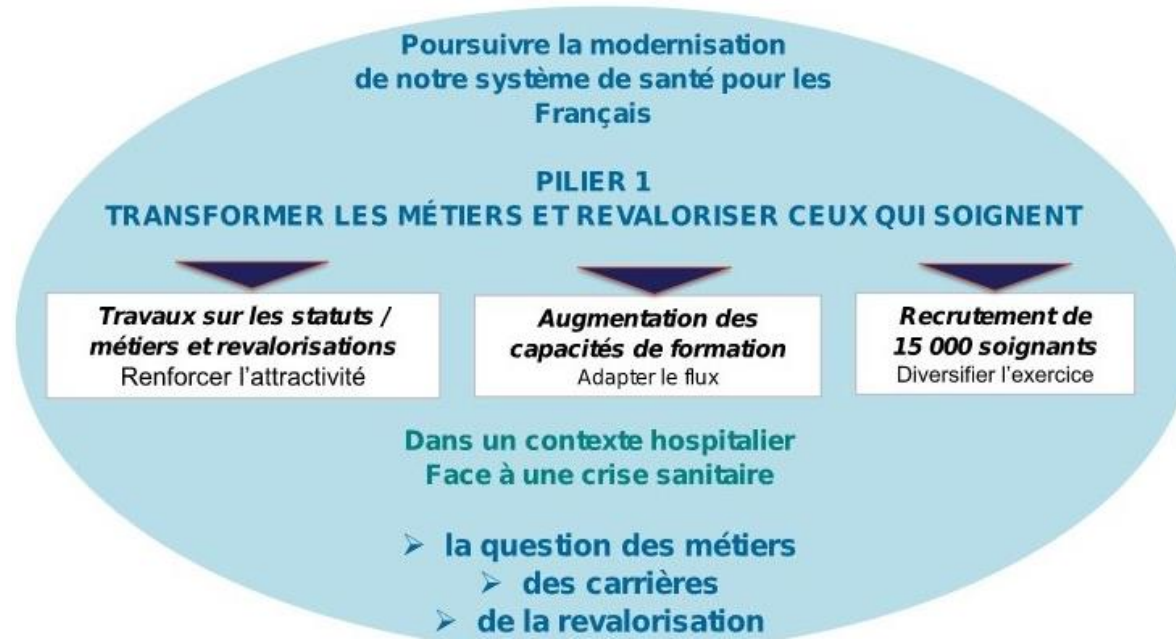 Poursuivre la modernisation
de notre système de santé pour les
Français
PILIER 1
TRANSFORMER LES MÉTIERS ET REVALORISER CEUX QUI SOIGNENT
Travaux sur les statuts /
métiers et revalorisations
Renforcer l'attractivité
Augmentation des
capacités de formation
Adapter le flux
Recrutement de
15 000 soignants
Diversifier l'exercice
Dans un contexte hospitalier
Face à une crise sanitaire
➢ la question des métiers
➢ des carrières
➢ de la revalorisation